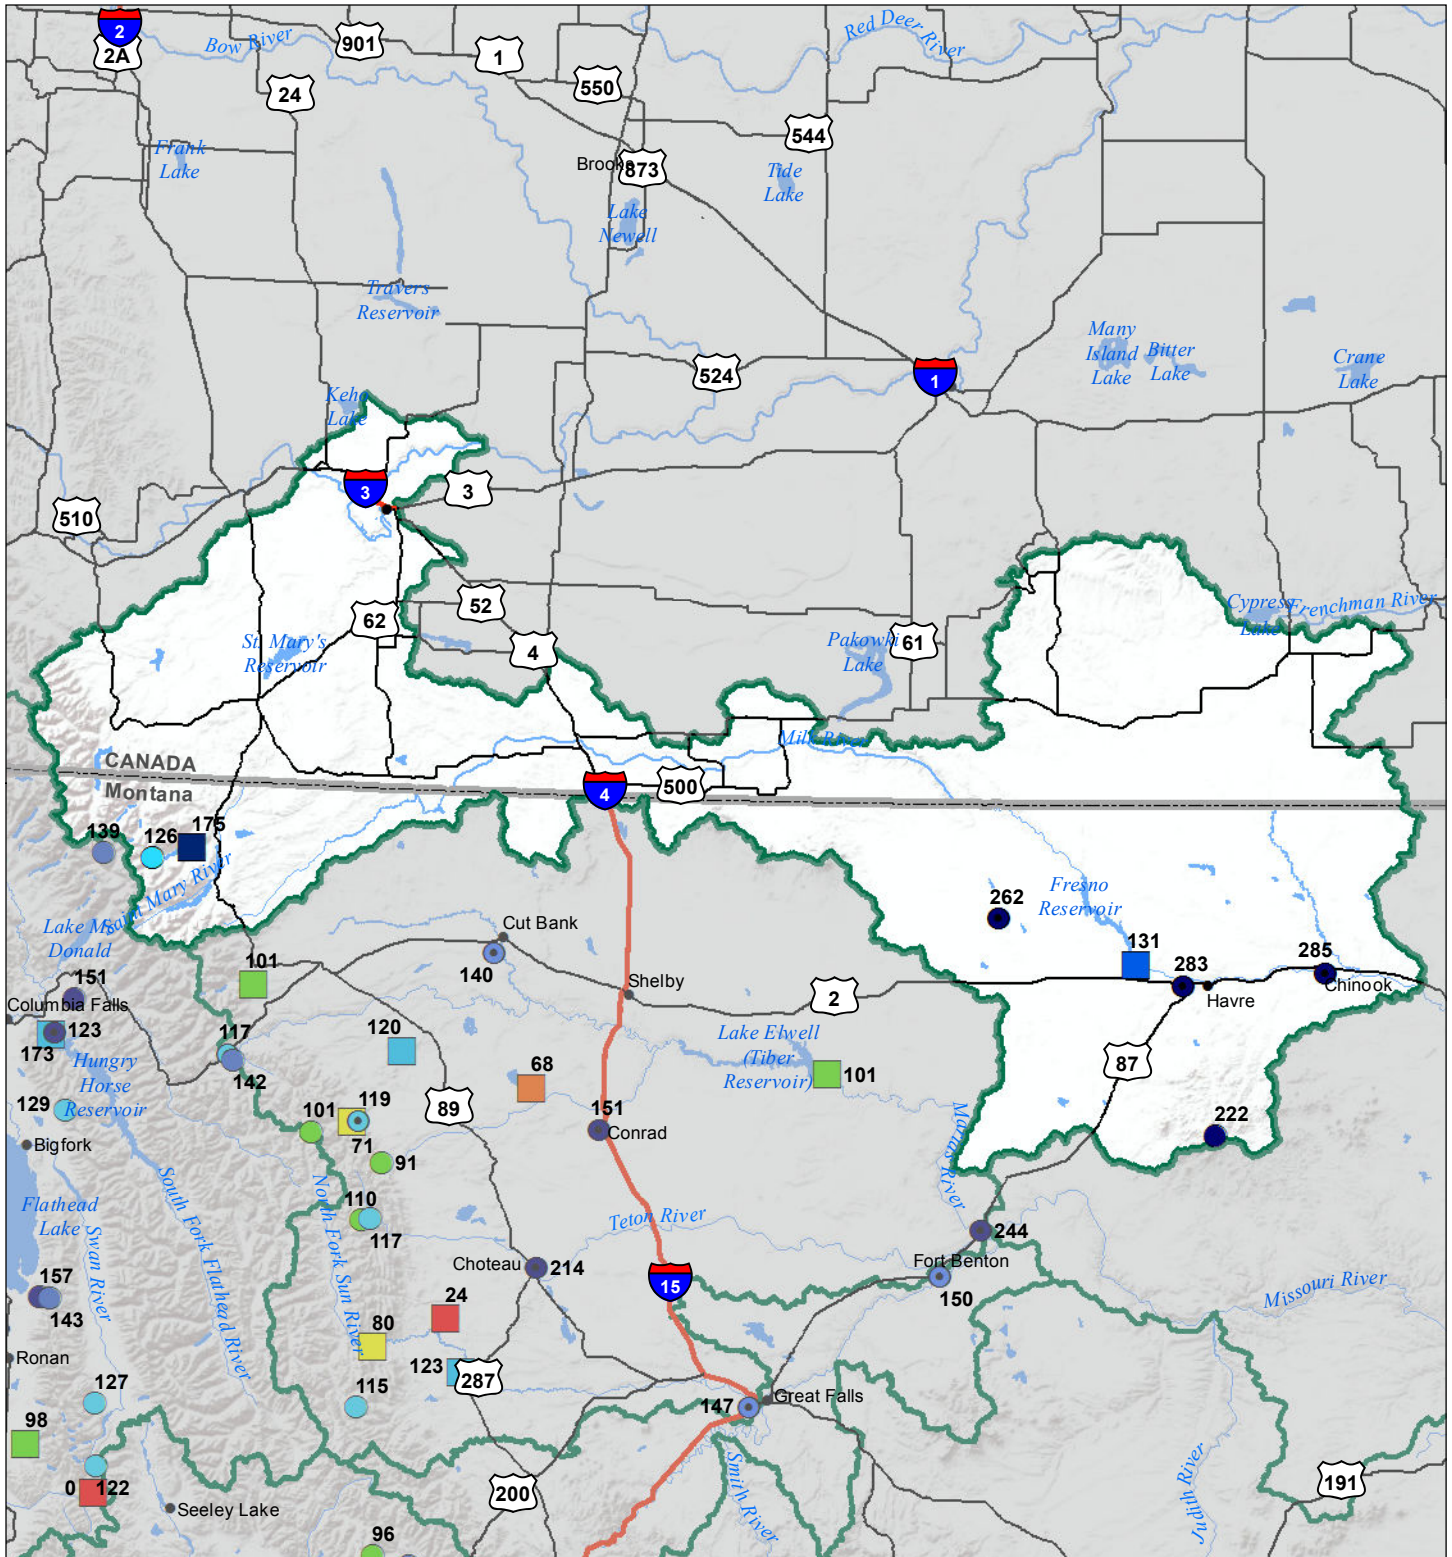 2
2A
Bow River
901
1
Red Deer
River
24
550
544
Frank
Lake
Brooks
873
Tide
Lake
Lake
Newell
Travers
Reservoir
Many
Island
Lake
Bitter
Lake
Crane
Lake
524
1
Keho
Lake
3
3
510
52
62
4
St. Mary's
Reservoir
Pakowki
Lake
61
Cypress
Lake
Frenchman River
Milk River
CANADA
Montana
4
500
139
126
175
Saint Mary River
Lake Mc
Donald
262
Fresno
Reservoir
131
283
285
Havre
Chinook
Cut Bank
140
101
151
Columbia Falls
123
173
Shelby
2
117
142
120
Hungry
Horse
Reservoir
Lake Elwell
(Tiber
Reservoir)
101
68
87
129
89
119
101
71
151
Conrad
222
Bigfork
91
Marias River
South Fork Flathead River
North Fork Sun River
110
117
Flathead
Lake
Swan River
Teton River
244
Fort Benton
150
Choteau
214
15
Missouri River
157
143
24
80
Ronan
123
287
127
115
147
Great Falls
98
Smith River
Judith River
0
122
200
191
Seeley Lake
96